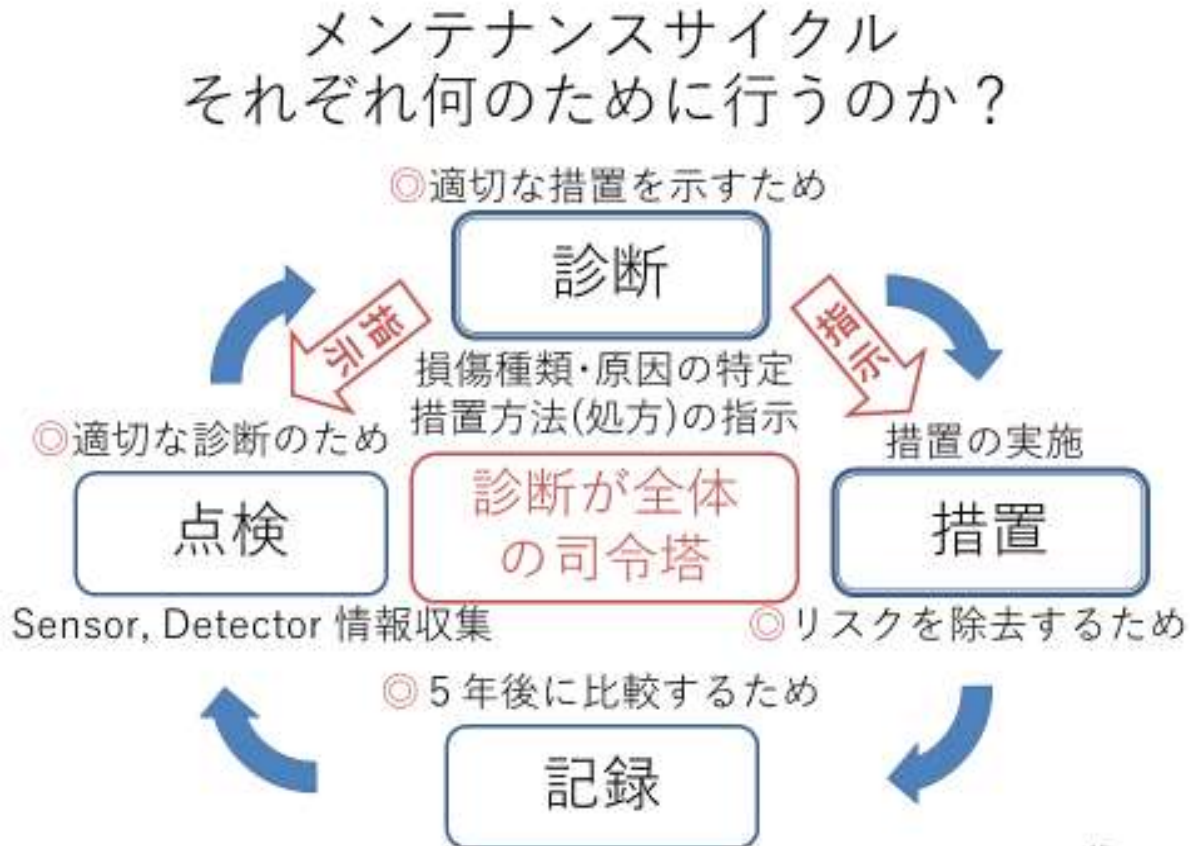 メンテナンスサイクル
それぞれ何のために行うのか？
◎適切な措置を示すため
診断
指示
指示
損傷種類･原因の特定
措置方法(処方)の指示
◎適切な診断のため
措置の実施
点検
診断が全体
の司令塔
措置
Sensor, Detector 情報収集
◎リスクを除去するため
◎５年後に比較するため
記録